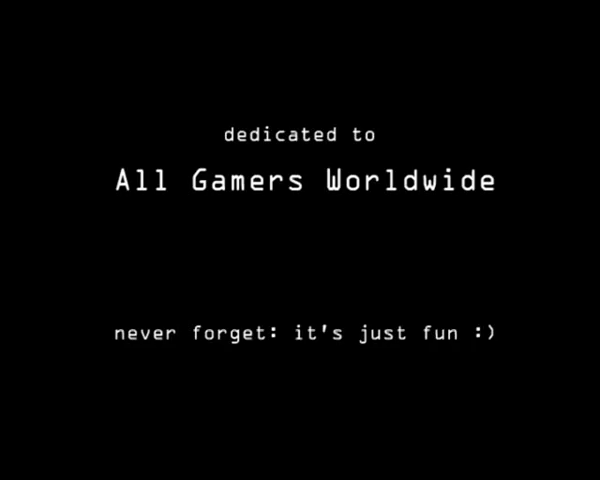 dedicated to
All Gamers Worldwide
never forget: it's just fun :)